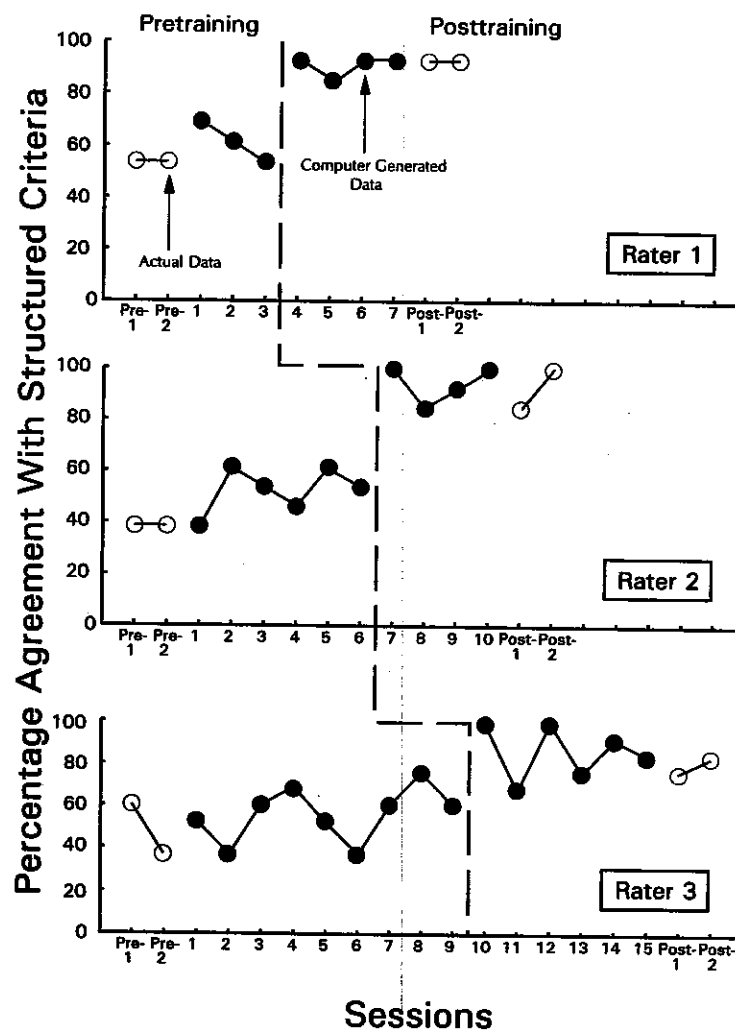 Pretraining Posttraining
Percentage Agreement With Structured Criteria
100
80
60
40
20
0
Computer Generated
Data
Actual Data
Rater 1
Pre- Pre- 1 2 3 4 5 6 7 Post- Post-
1 2 1 2
100
80
60
40
20
0
Rater 2
Pre- Pre- 1 2 3 4 5 6 7 8 9 10 Post- Post-
1 2 1 2
100
80
60
40
20
0
Rater 3
Pre- Pre- 1 2 3 4 5 6 7 8 9 10 11 12 13 14 15 Post- Post-
1 2 1 2
Sessions